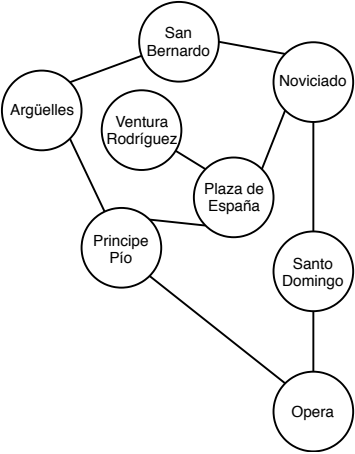 San
Bernardo
Noviciado
Argüelles
Ventura
Rodríguez
Plaza de
España
Principe
Pío
Santo
Domingo
Opera